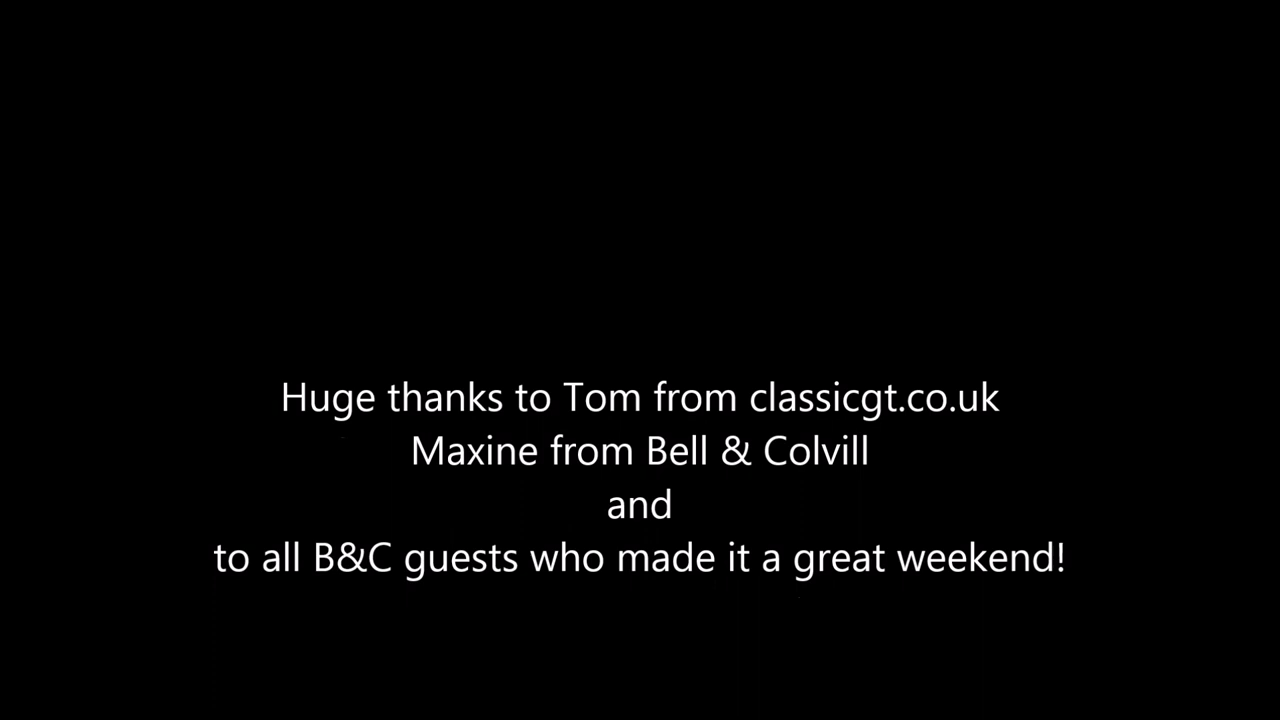 Huge thanks to Tom from classicgt.co.uk
Maxine from Bell & Colvill
and
to all B&C guests who made it a great weekend!